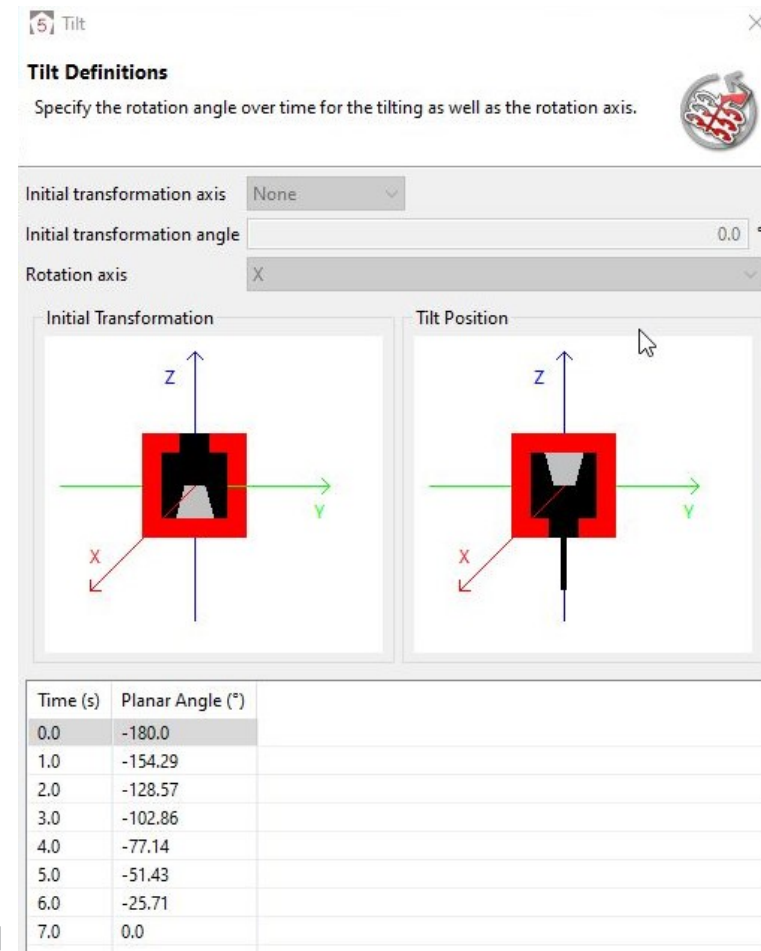 5 Tilt
Tilt Definitions
Specify the rotation angle over time for the tilting as well as the rotation axis.
Initial transformation axis None
Initial transformation angle 0.0 °
Rotation axis X
Initial Transformation Tilt Position
Z Z
Y Y
X X
Time (s) Planar Angle (°)
0.0 -180.0
1.0 -154.29
2.0 -128.57
3.0 -102.86
4.0 -77.14
5.0 -51.43
6.0 -25.71
7.0 0.0